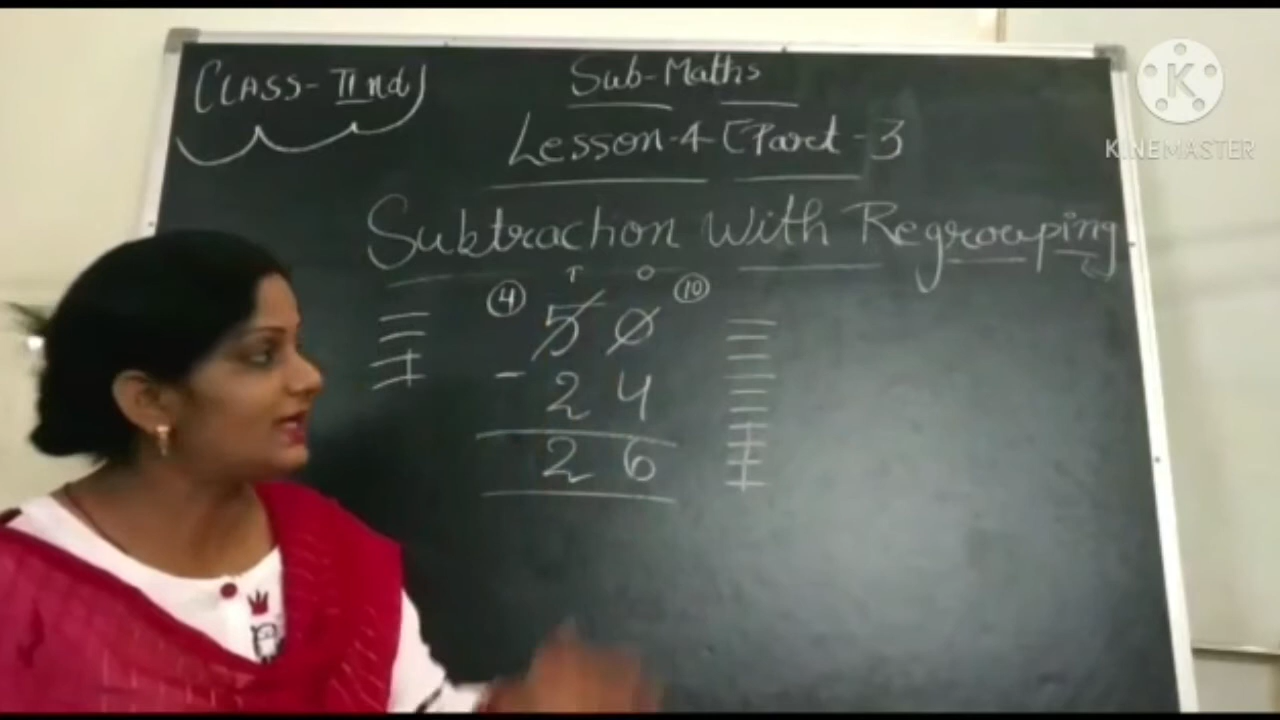 CLASS-IInd
Sub-Maths
Lesson-4 [Part-3
Subtraction With Regrouping
T O
④ 5 0 ⑩
- 2 4
2 6
K
KINEMASTER